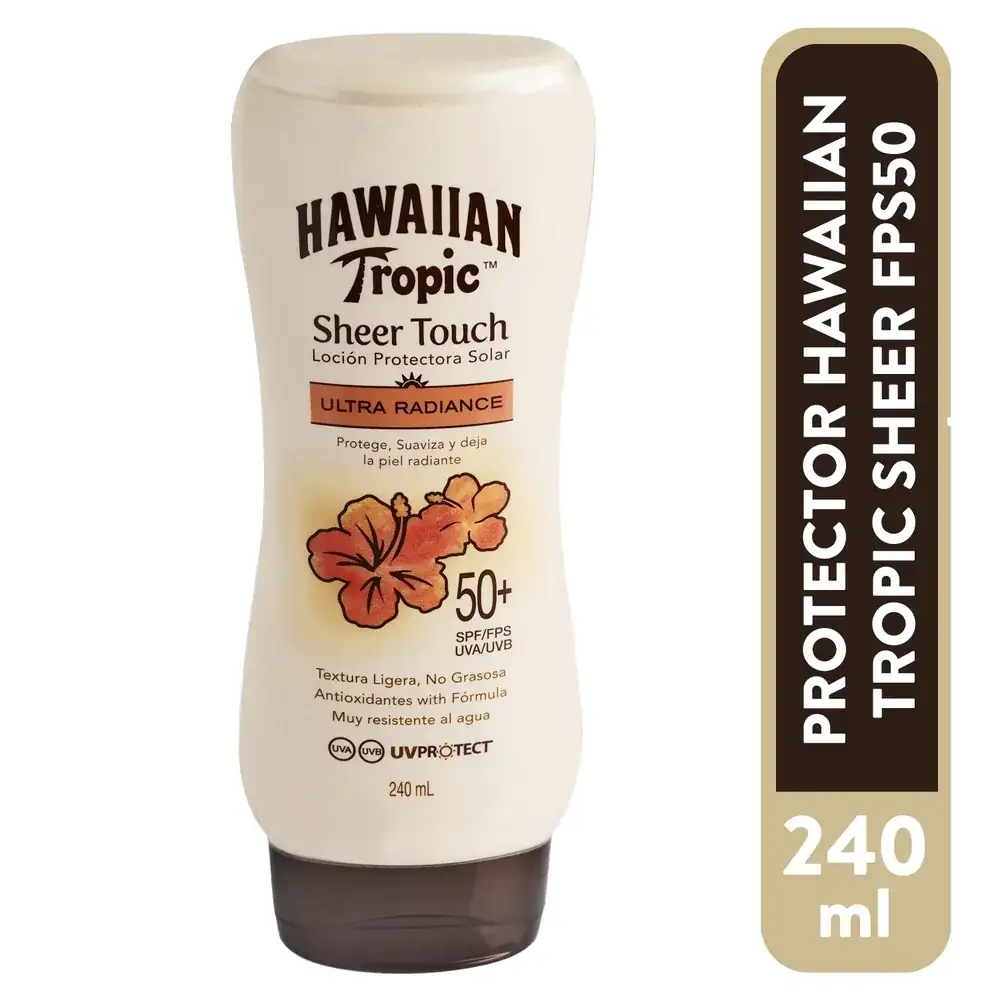 HAWAIIAN
Tropic™
Sheer Touch
Loción Protectora Solar
ULTRA RADIANCE
Protege, Suaviza y deja
la piel radiante
50+
SPF/FPS
UVA/UVB
Textura Ligera, No Grasosa
Antioxidantes with Fórmula
Muy resistente al agua
UVA UVB UVPROTECT
240 mL
PROTECTOR HAWAIIAN
TROPIC SHEER FPS50
240
ml